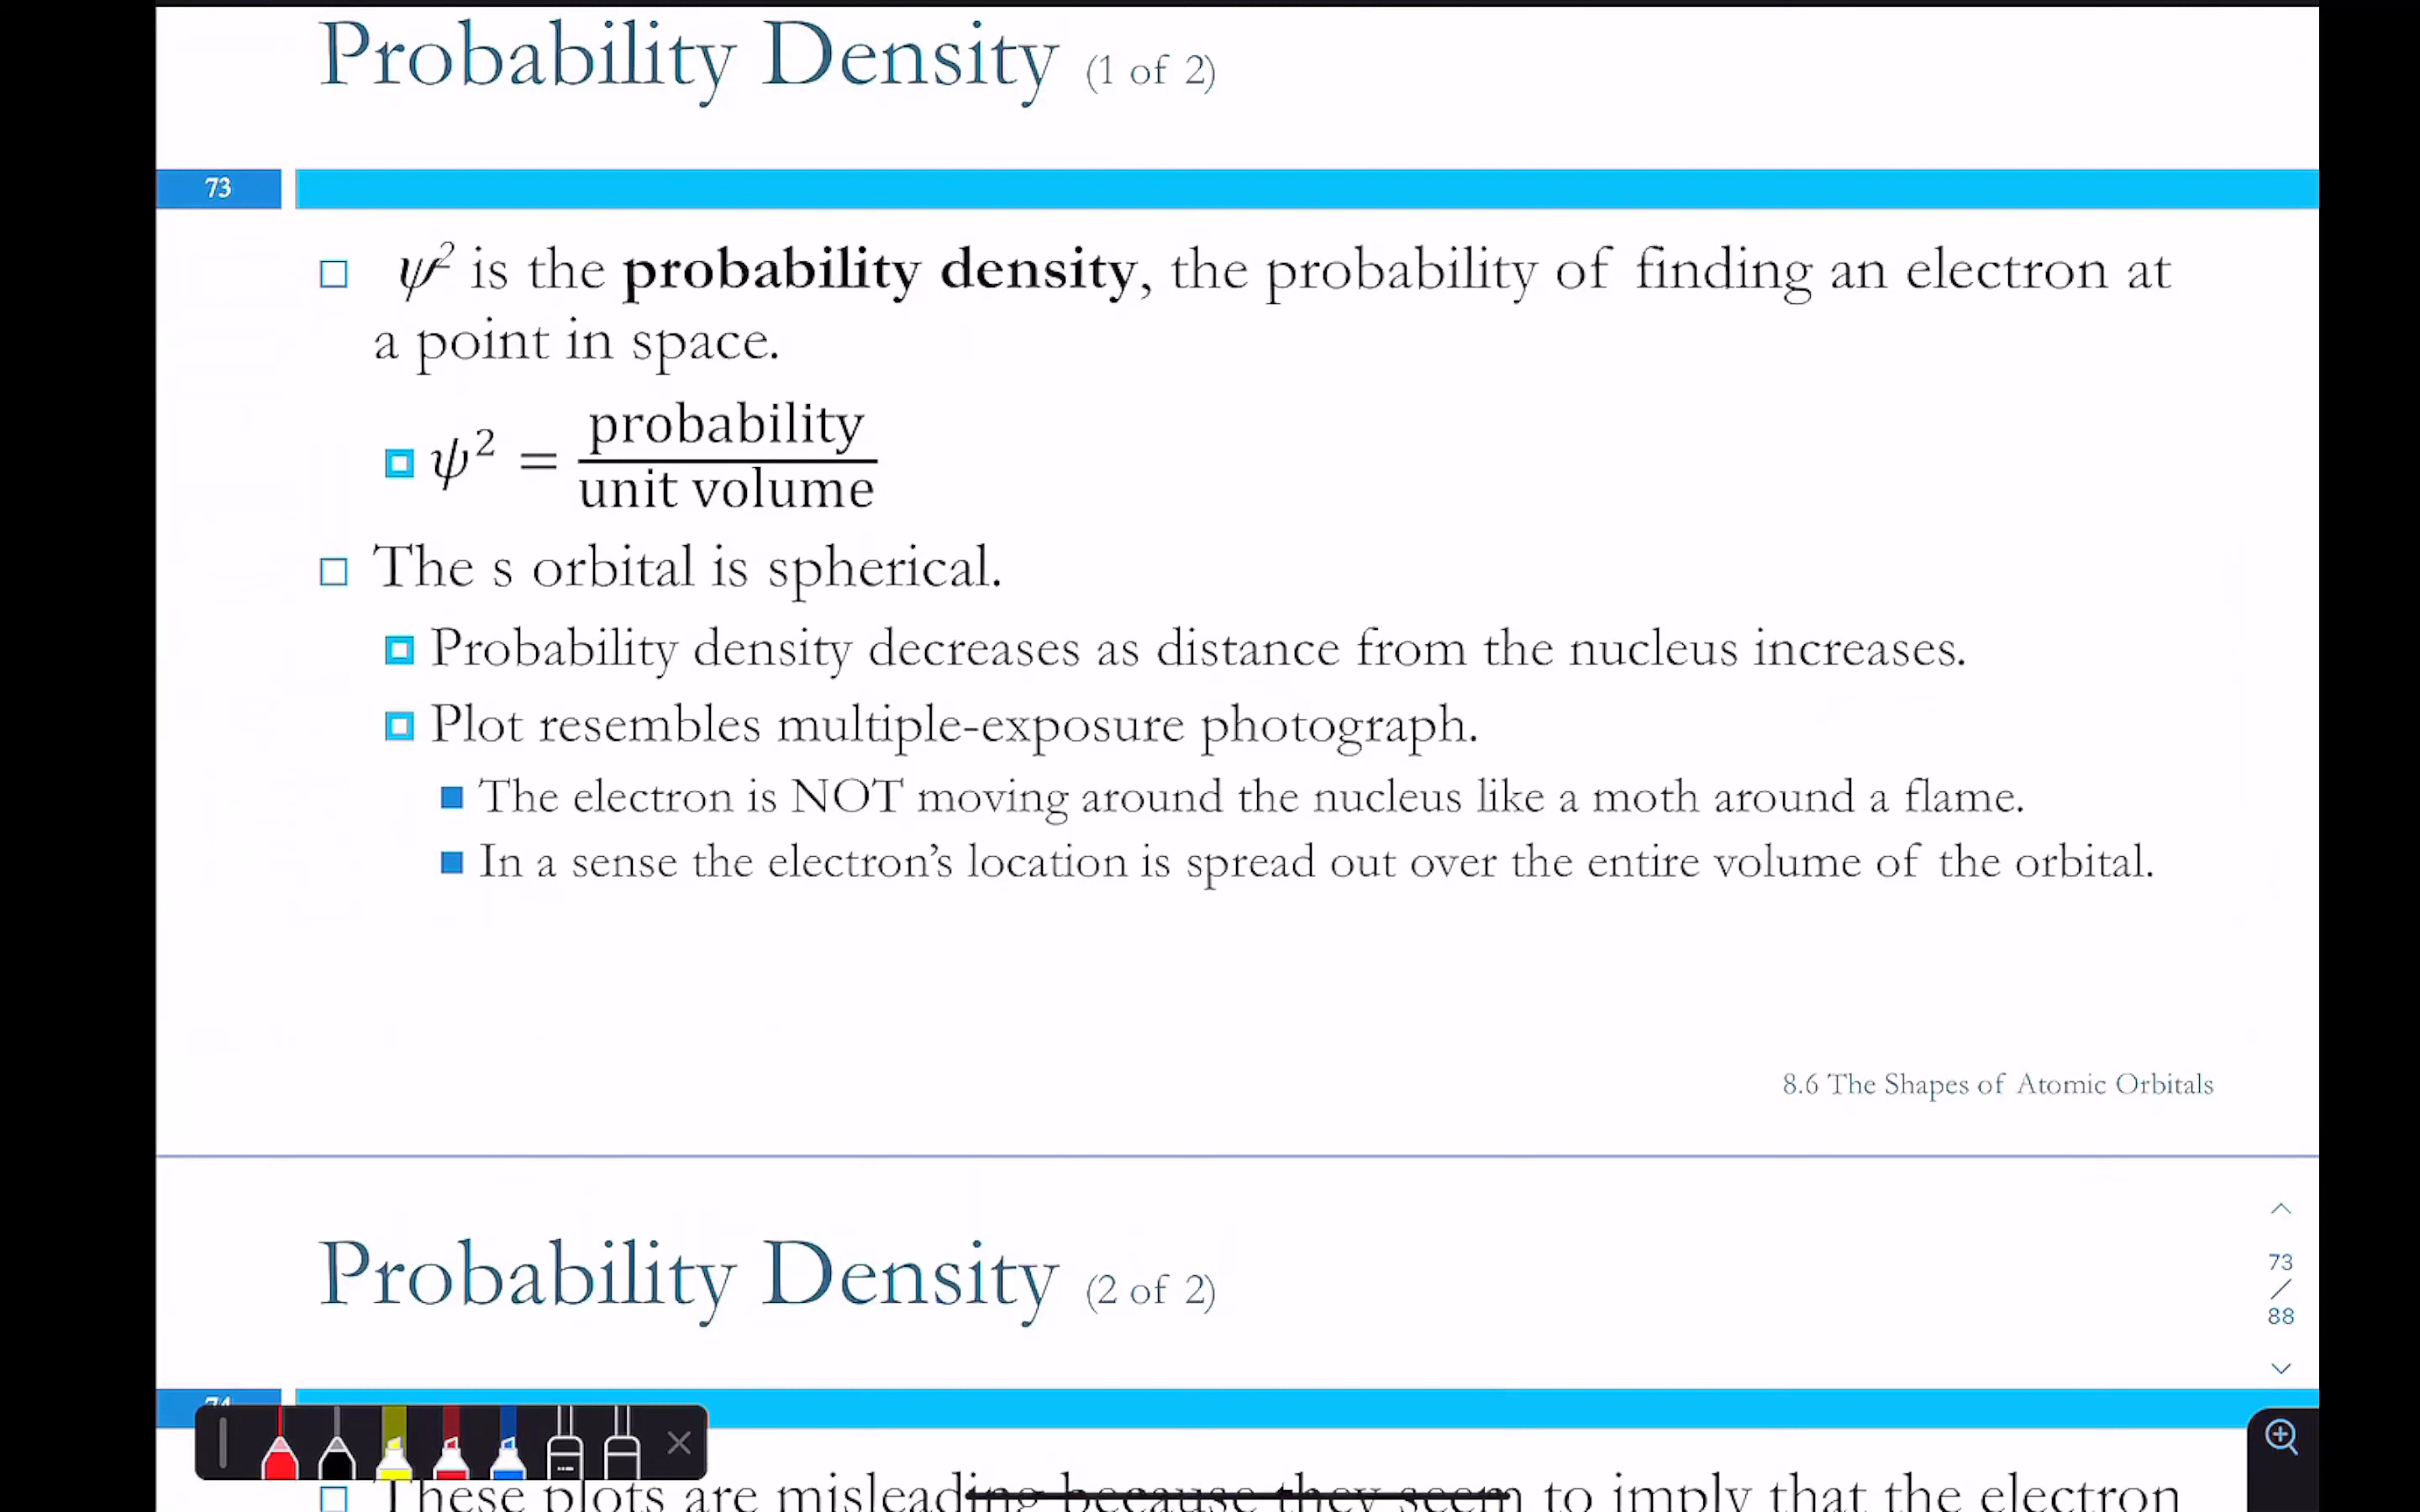 Probability Density (1 of 2)
73
ψ² is the probability density, the probability of finding an electron at
a point in space.
ψ² = probability / unit volume
The s orbital is spherical.
Probability density decreases as distance from the nucleus increases.
Plot resembles multiple-exposure photograph.
The electron is NOT moving around the nucleus like a moth around a flame.
In a sense the electron’s location is spread out over the entire volume of the orbital.
8.6 The Shapes of Atomic Orbitals
Probability Density (2 of 2)
73
/
88
74
These plots are misleading because they seem to imply that the electron